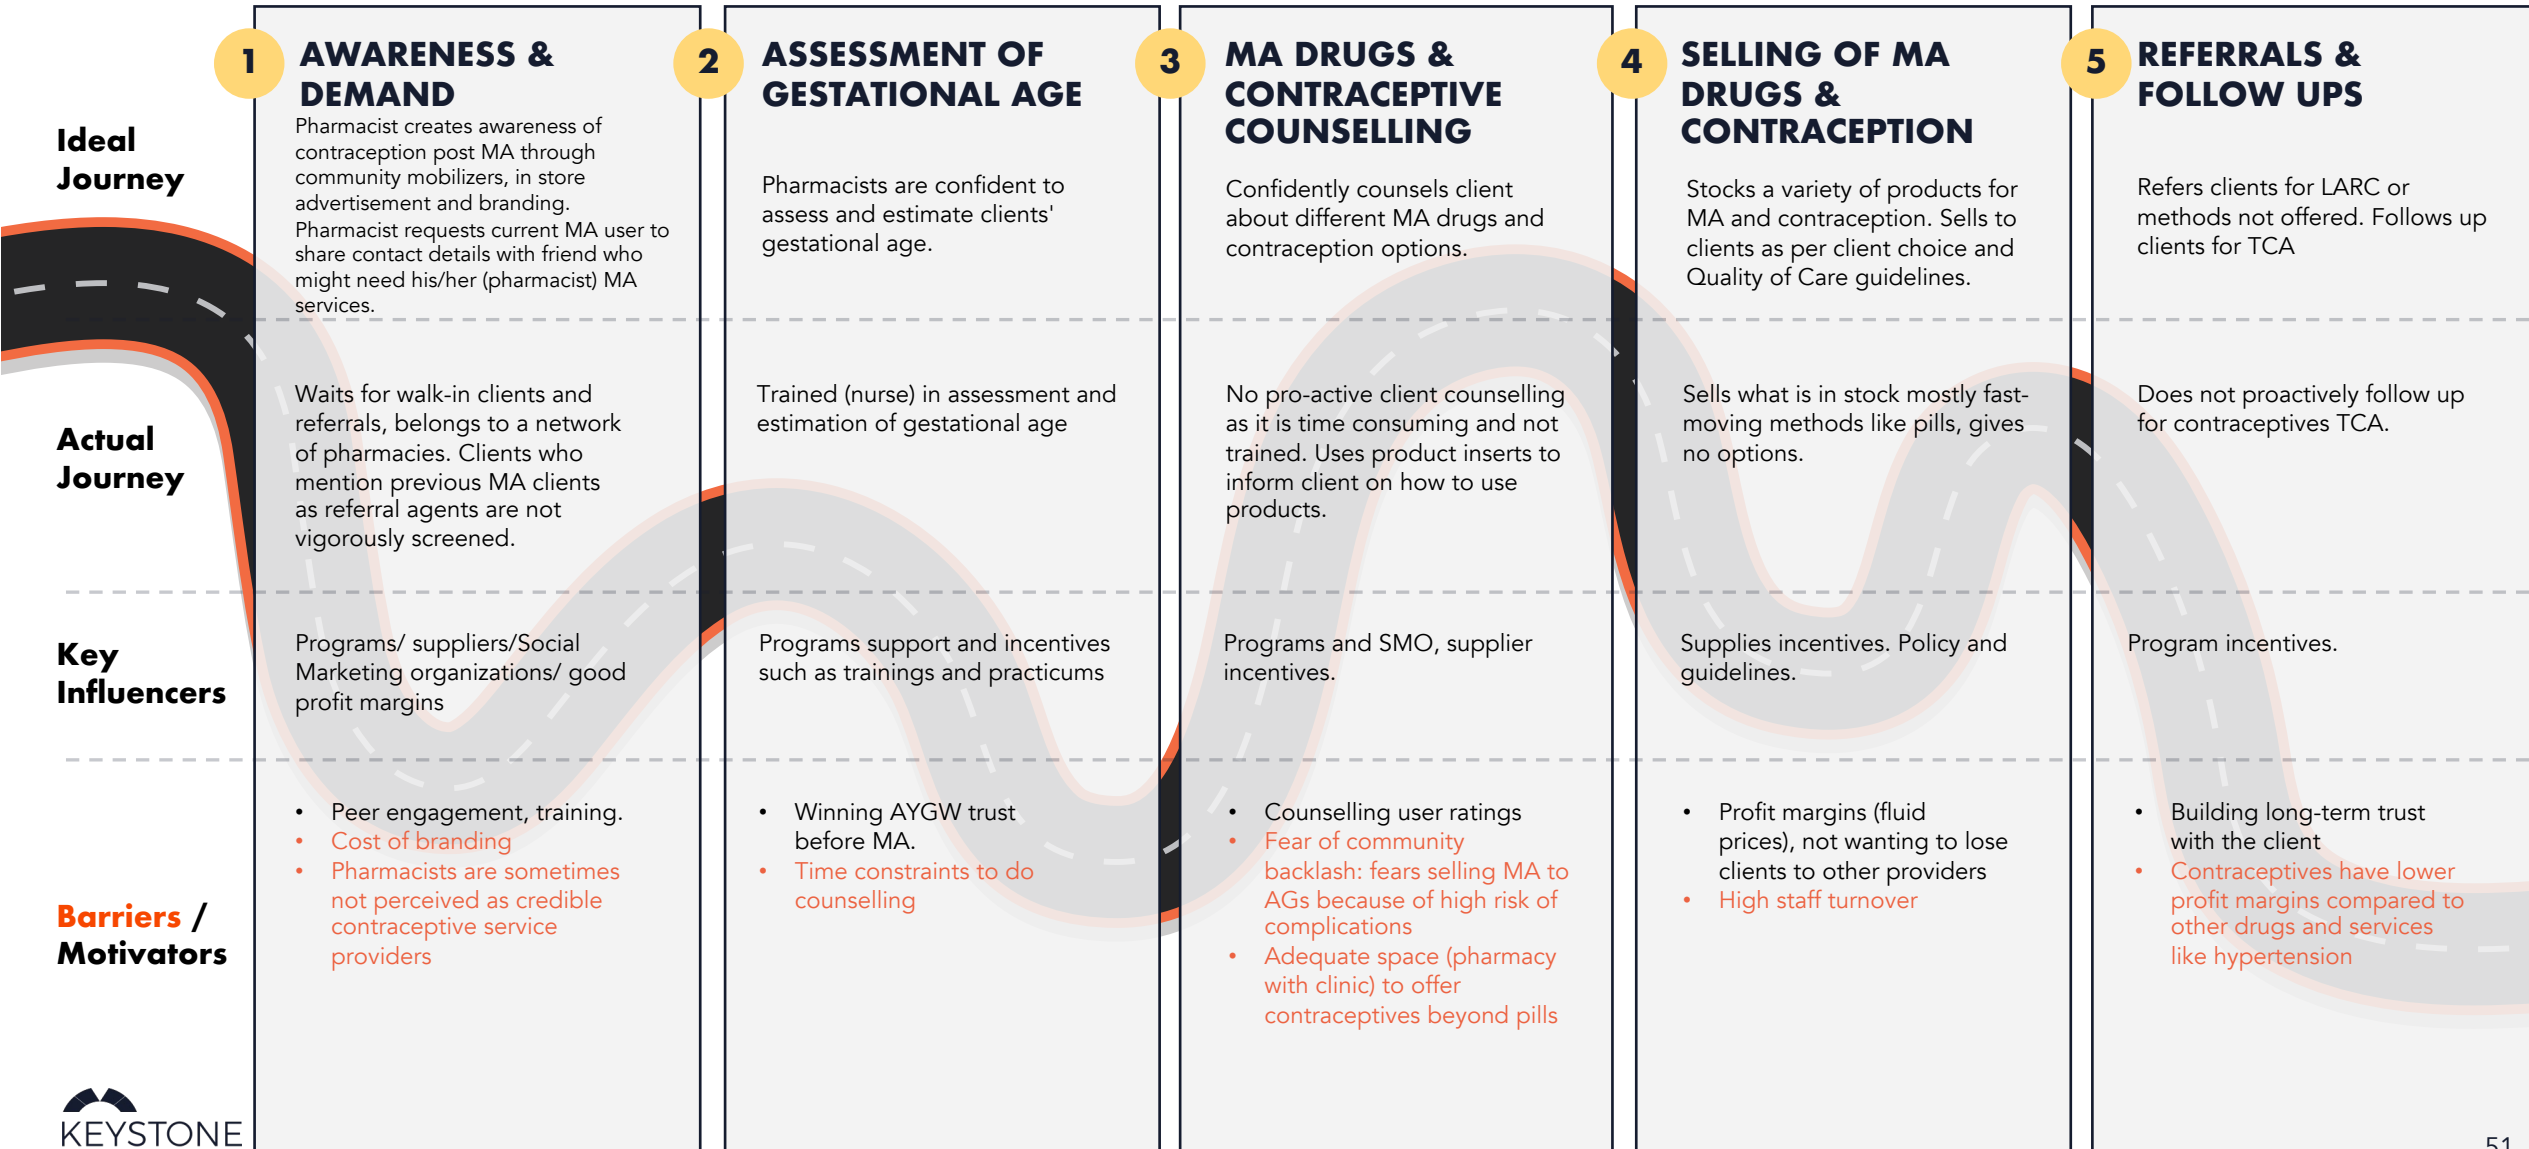 1
AWARENESS &
DEMAND
2
ASSESSMENT OF
GESTATIONAL AGE
3
MA DRUGS &
CONTRACEPTIVE
COUNSELLING
4
SELLING OF MA
DRUGS &
CONTRACEPTION
5
REFERRALS &
FOLLOW UPS
Ideal
Journey
Pharmacist creates awareness of
contraception post MA through
community mobilizers, in store
advertisement and branding.
Pharmacist requests current MA user to
share contact details with friend who
might need his/her (pharmacist) MA
services.
Pharmacists are confident to
assess and estimate clients'
gestational age.
Confidently counsels client
about different MA drugs and
contraception options.
Stocks a variety of products for
MA and contraception. Sells to
clients as per client choice and
Quality of Care guidelines.
Refers clients for LARC or
methods not offered. Follows up
clients for TCA
Actual
Journey
Waits for walk-in clients and
referrals, belongs to a network
of pharmacies. Clients who
mention previous MA clients
as referral agents are not
vigorously screened.
Trained (nurse) in assessment and
estimation of gestational age
No pro-active client counselling
as it is time consuming and not
trained. Uses product inserts to
inform client on how to use
products.
Sells what is in stock mostly fast-
moving methods like pills, gives
no options.
Does not proactively follow up
for contraceptives TCA.
Key
Influencers
Programs/ suppliers/Social
Marketing organizations/ good
profit margins
Programs support and incentives
such as trainings and practicums
Programs and SMO, supplier
incentives.
Supplies incentives. Policy and
guidelines.
Program incentives.
Barriers /
Motivators
• Peer engagement, training.
• Cost of branding
• Pharmacists are sometimes
not perceived as credible
contraceptive service
providers
• Winning AYGW trust
before MA.
• Time constraints to do
counselling
• Counselling user ratings
• Fear of community
backlash: fears selling MA to
AGs because of high risk of
complications
• Adequate space (pharmacy
with clinic) to offer
contraceptives beyond pills
• Profit margins (fluid
prices), not wanting to lose
clients to other providers
• High staff turnover
• Building long-term trust
with the client
• Contraceptives have lower
profit margins compared to
other drugs and services
like hypertension
KEYSTONE
51